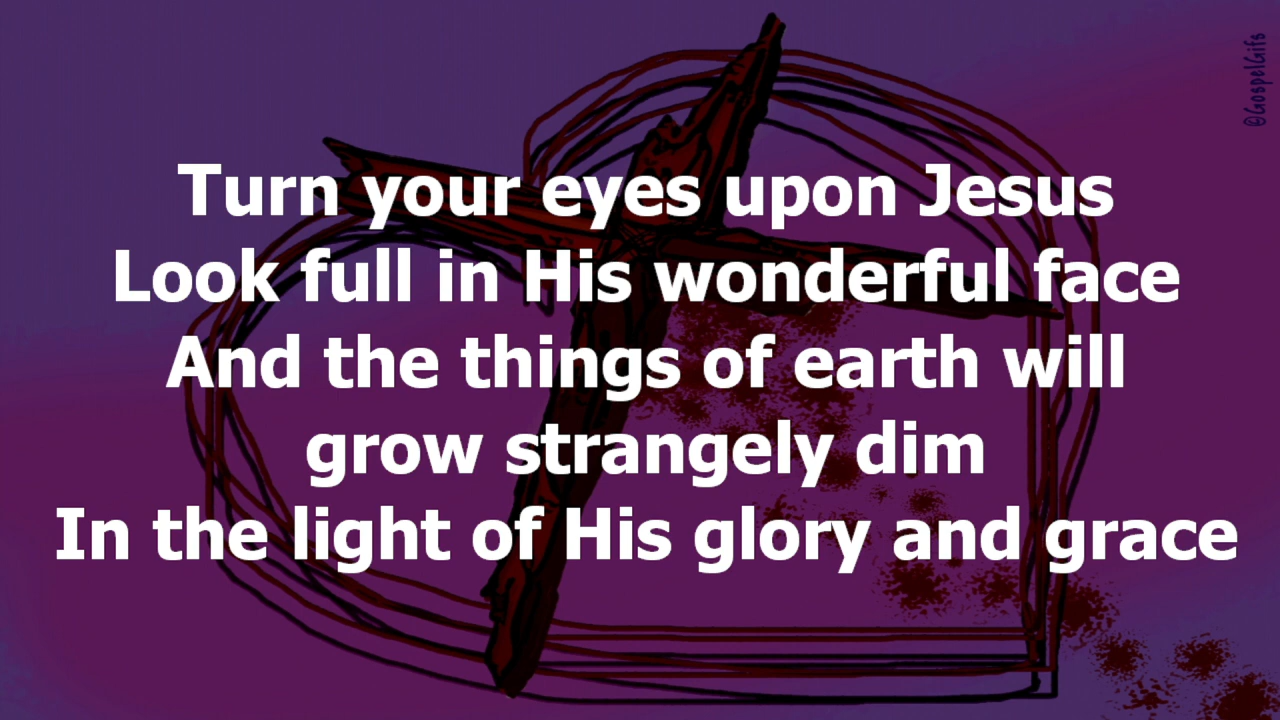 Turn your eyes upon Jesus
Look full in His wonderful face
And the things of earth will
grow strangely dim
In the light of His glory and grace
©GospelGifs